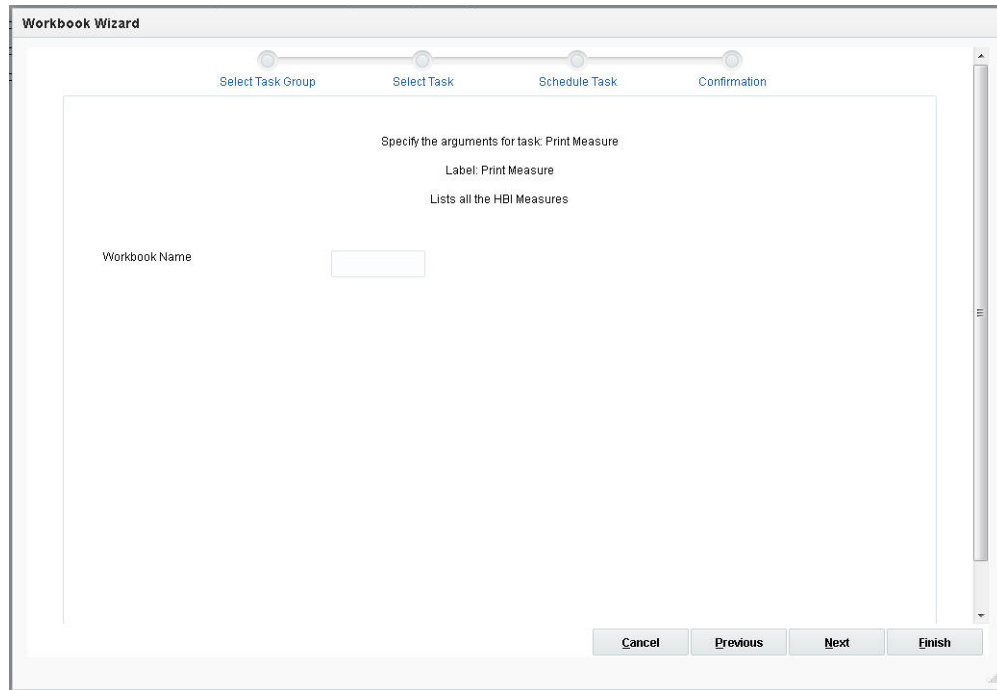 Workbook Wizard
Select Task Group Select Task Schedule Task Confirmation
Specify the arguments for task: Print Measure
Label: Print Measure
Lists all the HBI Measures
Workbook Name
Cancel Previous Next Finish